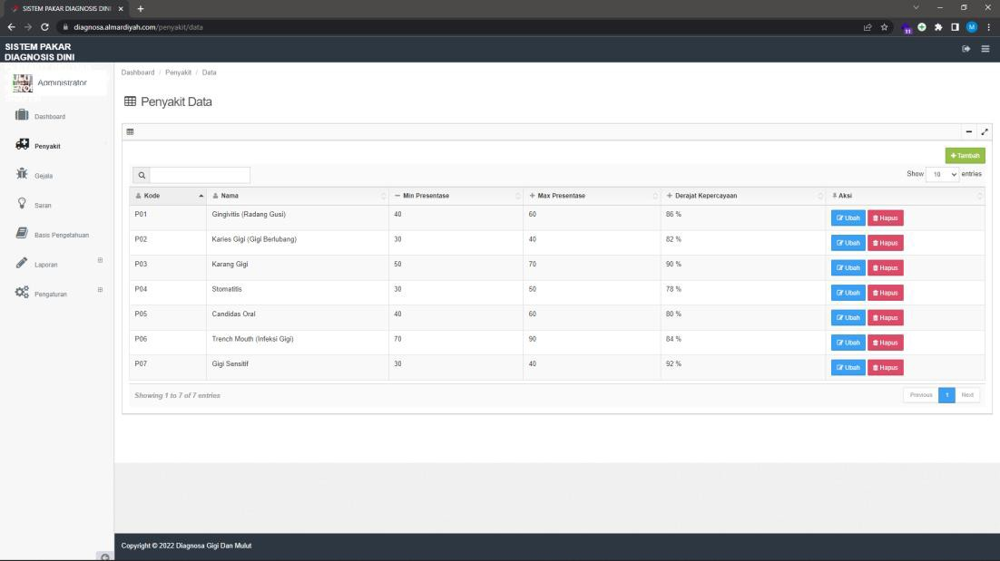 SISTEM PAKAR DIAGNOSIS DINI
diagnosa.almardiyah.com/penyakit/data
11
M
SISTEM PAKAR
DIAGNOSIS DINI
Administrator
Dashboard / Penyakit / Data
Penyakit Data
Dashboard
Penyakit
Gejala
Saran
Basis Pengetahuan
Laporan
Pengaturan
Tambah
Show 10 entries
Kode Nama Min Presentase Max Presentase Derajat Kepercayaan Aksi
P01 Gingivitis (Radang Gusi) 40 60 86 % Ubah Hapus
P02 Karies Gigi (Gigi Berlubang) 30 40 82 % Ubah Hapus
P03 Karang Gigi 50 70 90 % Ubah Hapus
P04 Stomatitis 30 50 78 % Ubah Hapus
P05 Candidas Oral 40 60 80 % Ubah Hapus
P06 Trench Mouth (Infeksi Gigi) 70 90 84 % Ubah Hapus
P07 Gigi Sensitif 30 40 92 % Ubah Hapus
Showing 1 to 7 of 7 entries
Previous 1 Next
Copyright © 2022 Diagnosa Gigi Dan Mulut